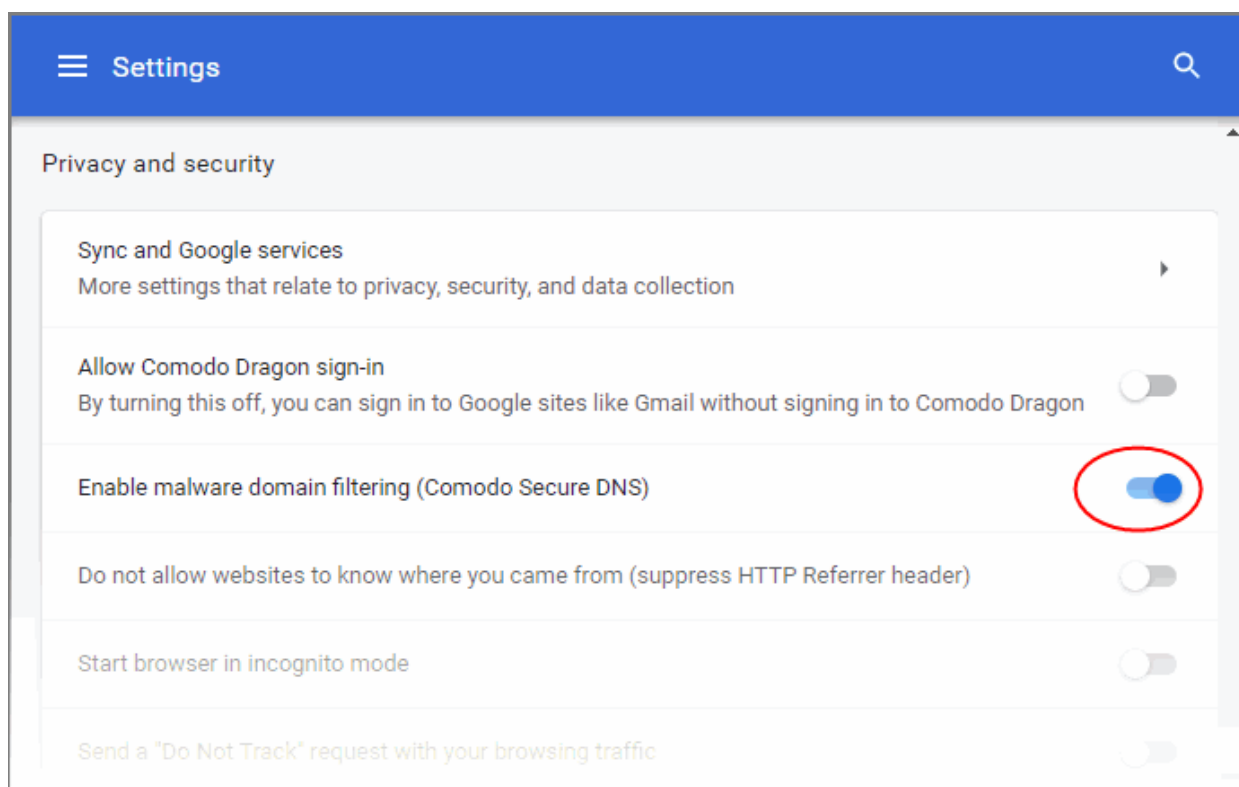 Settings
Privacy and security
Sync and Google services
More settings that relate to privacy, security, and data collection
Allow Comodo Dragon sign-in
By turning this off, you can sign in to Google sites like Gmail without signing in to Comodo Dragon
Enable malware domain filtering (Comodo Secure DNS)
Do not allow websites to know where you came from (suppress HTTP Referrer header)
Start browser in incognito mode
Send a "Do Not Track" request with your browsing traffic